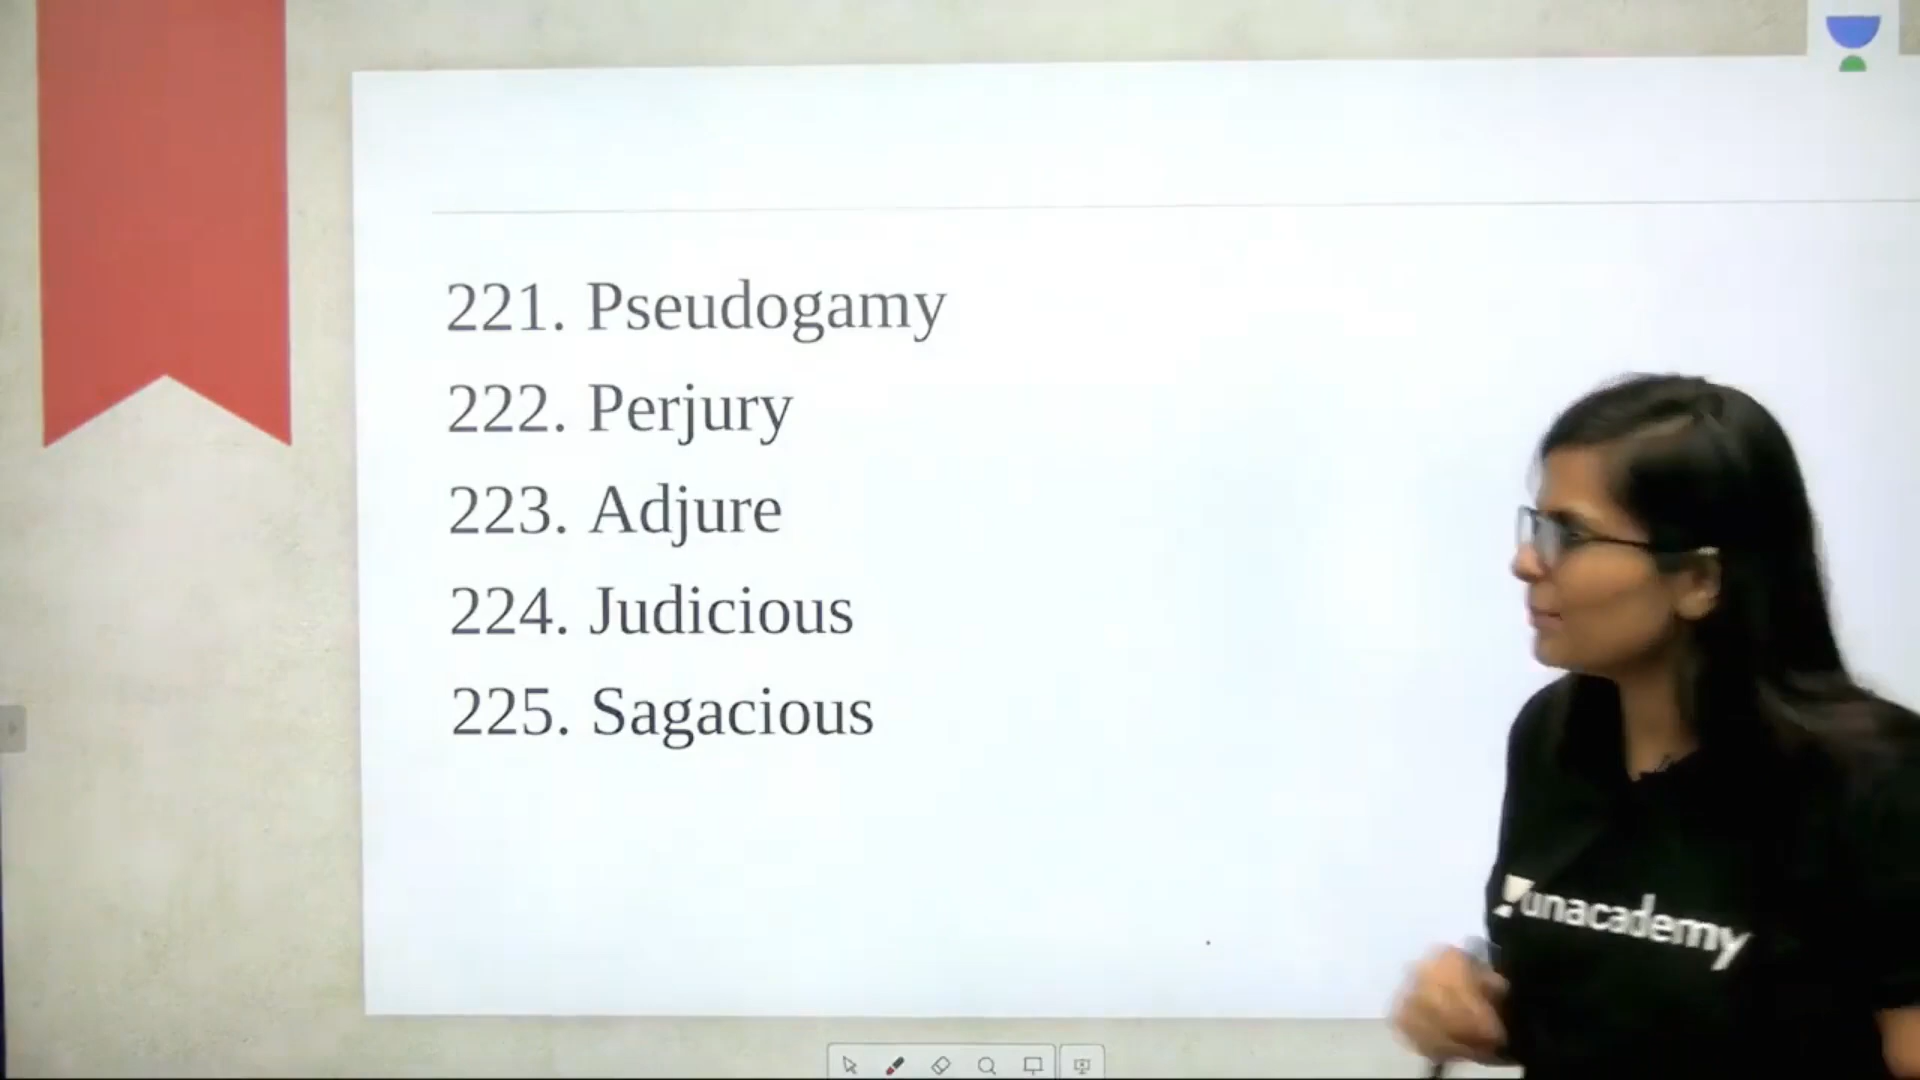 221. Pseudogamy
222. Perjury
223. Adjure
224. Judicious
225. Sagacious
unacademy